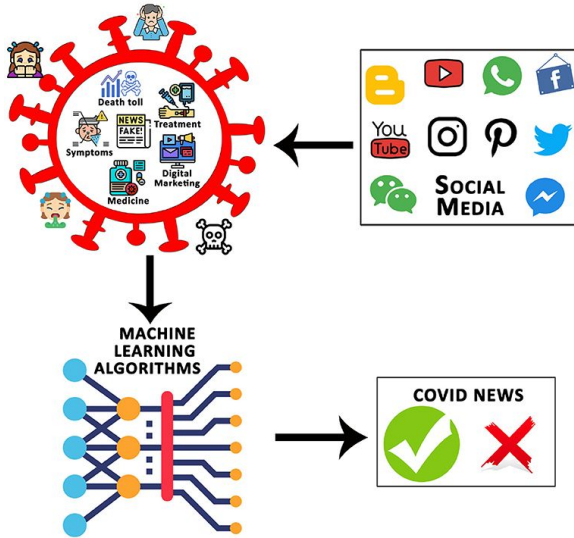 Death toll
NEWS
FAKE!
Treatment
Symptoms
Digital
Marketing
Medicine
You
Tube
f
SOCIAL
MEDIA
MACHINE
LEARNING
ALGORITHMS
COVID NEWS